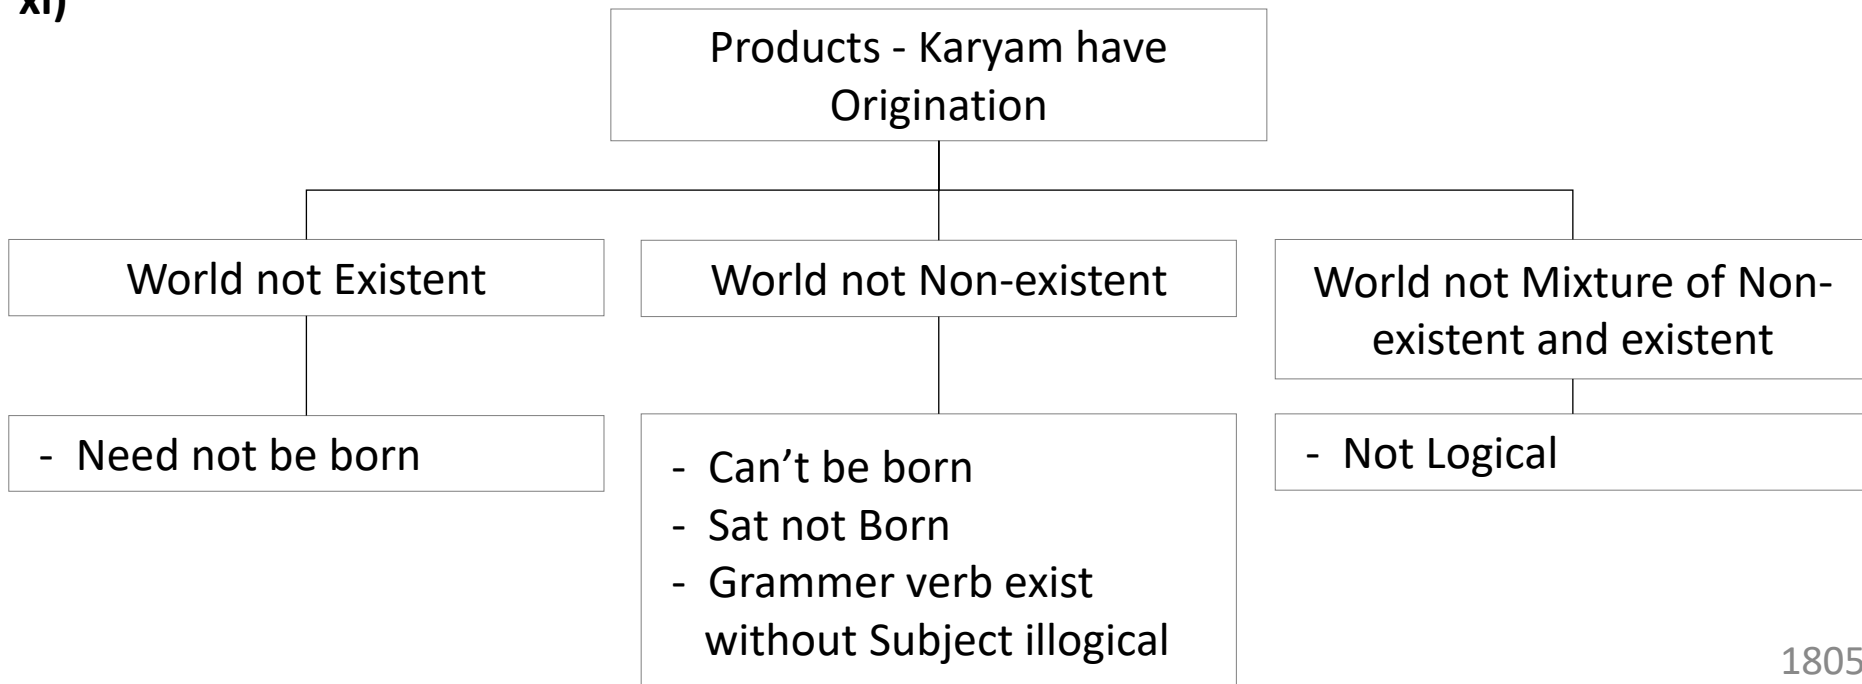 xi)
Products - Karyam have
Origination
World not Existent
World not Non-existent
World not Mixture of Non-
existent and existent
- Need not be born
- Can’t be born
- Sat not Born
- Grammer verb exist
without Subject illogical
- Not Logical
1805